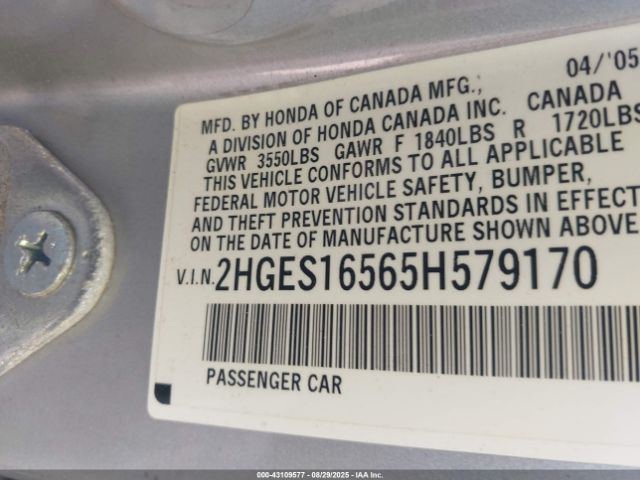 04/'05
MFD. BY HONDA OF CANADA MFG.,
A DIVISION OF HONDA CANADA INC. CANADA
GVWR 3550LBS GAWR F 1840LBS R 1720LBS
THIS VEHICLE CONFORMS TO ALL APPLICABLE
FEDERAL MOTOR VEHICLE SAFETY, BUMPER,
AND THEFT PREVENTION STANDARDS IN EFFECT
ON THE DATE OF MANUFACTURE SHOWN ABOVE.
V.I.N. 2HGES16565H579170
PASSENGER CAR
000-43109577 - 08/29/2025 - IAA Inc.